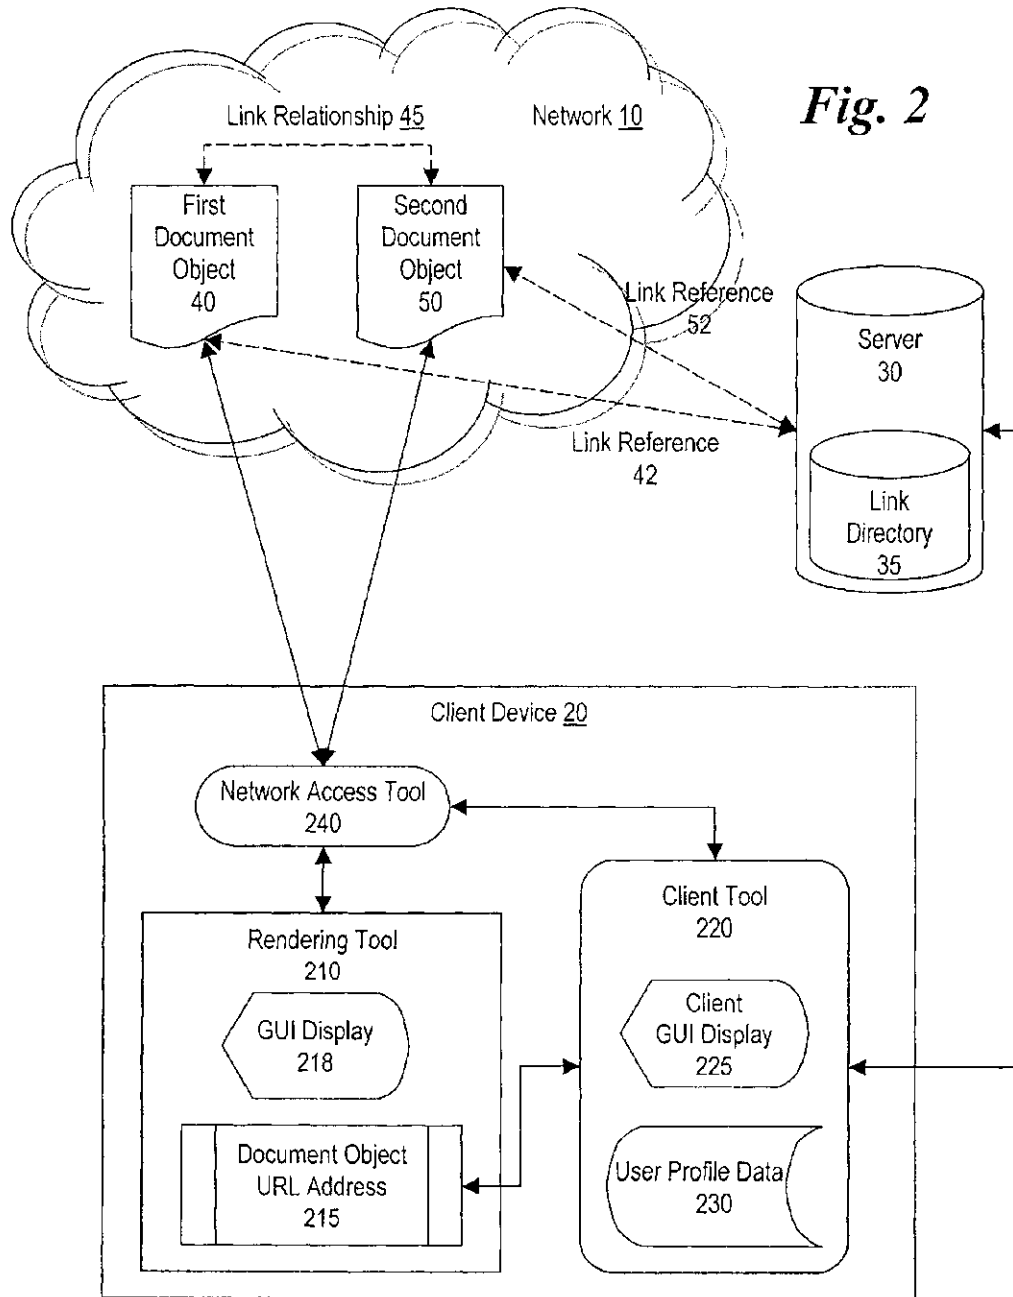 Fig. 2
Link Relationship 45
Network 10
First
Document
Object
40
Second
Document
Object
50
Link Reference
52
Server
30
Link Reference
42
Link
Directory
35
Client Device 20
Network Access Tool
240
Rendering Tool
210
GUI Display
218
Document Object
URL Address
215
Client Tool
220
Client
GUI Display
225
User Profile Data
230